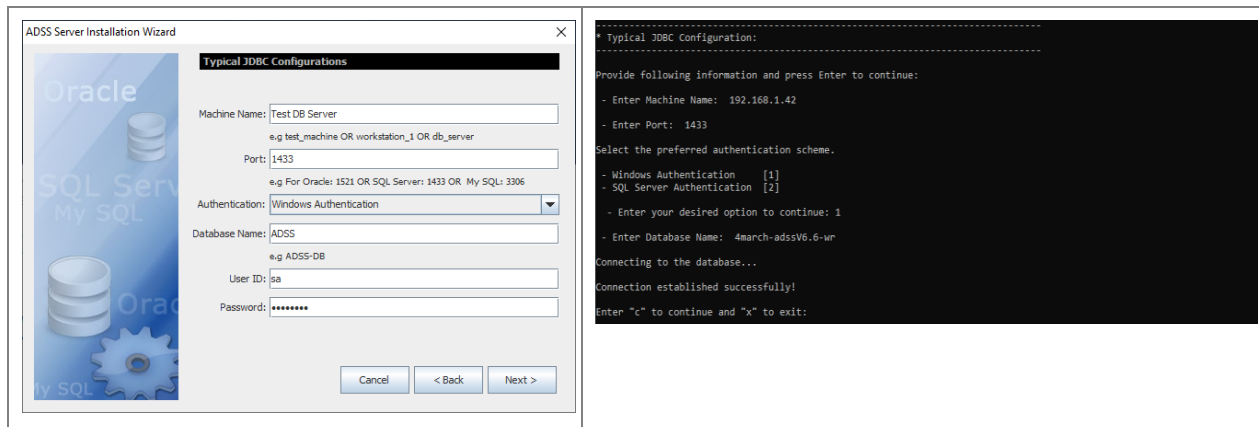 ADSS Server Installation Wizard
Typical JDBC Configurations
Oracle
SQL Serv
My SQL
Orac
My SQL
Machine Name: Test DB Server
e.g test_machine OR workstation_1 OR db_server
Port: 1433
e.g For Oracle: 1521 OR SQL Server: 1433 OR My SQL: 3306
Authentication: Windows Authentication
Database Name: ADSS
e.g ADSS-DB
User ID: sa
Password: ••••••••
Cancel < Back Next >
--------------------------------------------------------------------------------
* Typical JDBC Configuration:
--------------------------------------------------------------------------------
Provide following information and press Enter to continue:
- Enter Machine Name: 192.168.1.42
- Enter Port: 1433
Select the preferred authentication scheme.
- Windows Authentication [1]
- SQL Server Authentication [2]
- Enter your desired option to continue: 1
- Enter Database Name: 4march-adssV6.6-wr
Connecting to the database...
Connection established successfully!
Enter "c" to continue and "x" to exit: